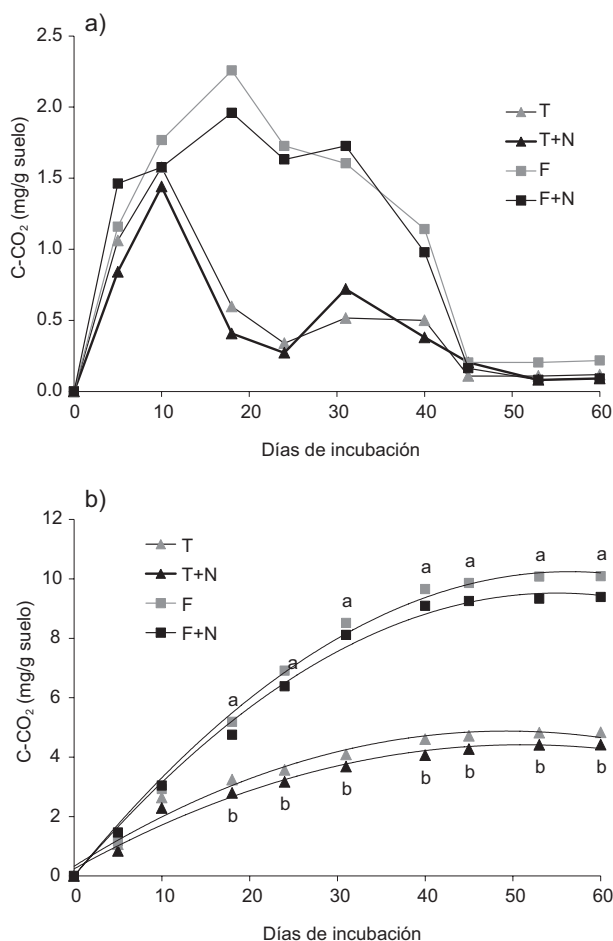 a)
2.5
2.0
1.5
1.0
0.5
0.0
C-CO₂ (mg/g suelo)
T
T+N
F
F+N
0 10 20 30 40 50 60
Días de incubación
b)
12
10
8
6
4
2
0
C-CO₂ (mg/g suelo)
T
T+N
F
F+N
a a a a a a a
b b b b b b b
0 10 20 30 40 50 60
Días de incubación